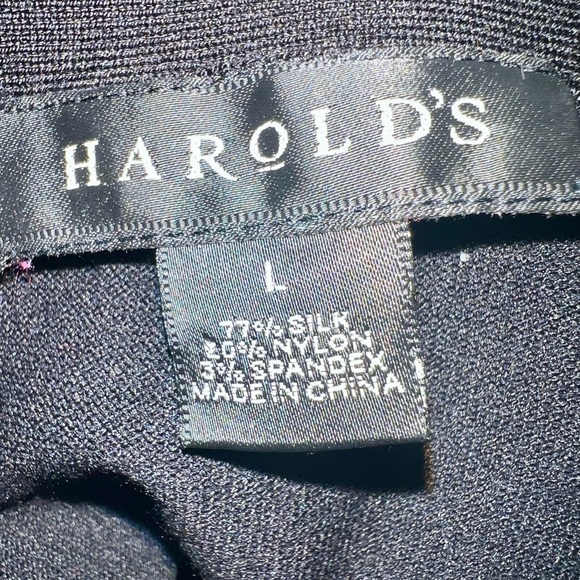 HAROLD'S
L
77% SILK
20% NYLON
3% SPANDEX
MADE IN CHINA